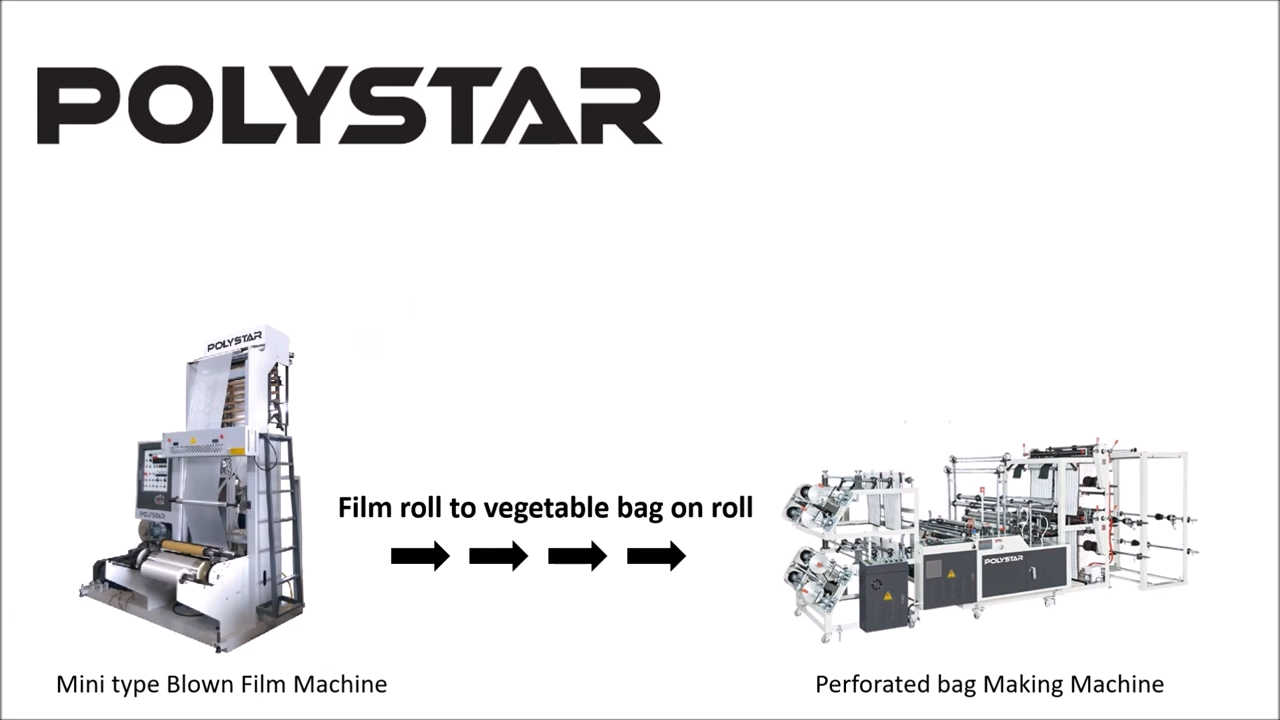 POLYSTAR
POLYSTAR
POLYSTAR
Film roll to vegetable bag on roll
POLYSTAR
Mini type Blown Film Machine
Perforated bag Making Machine